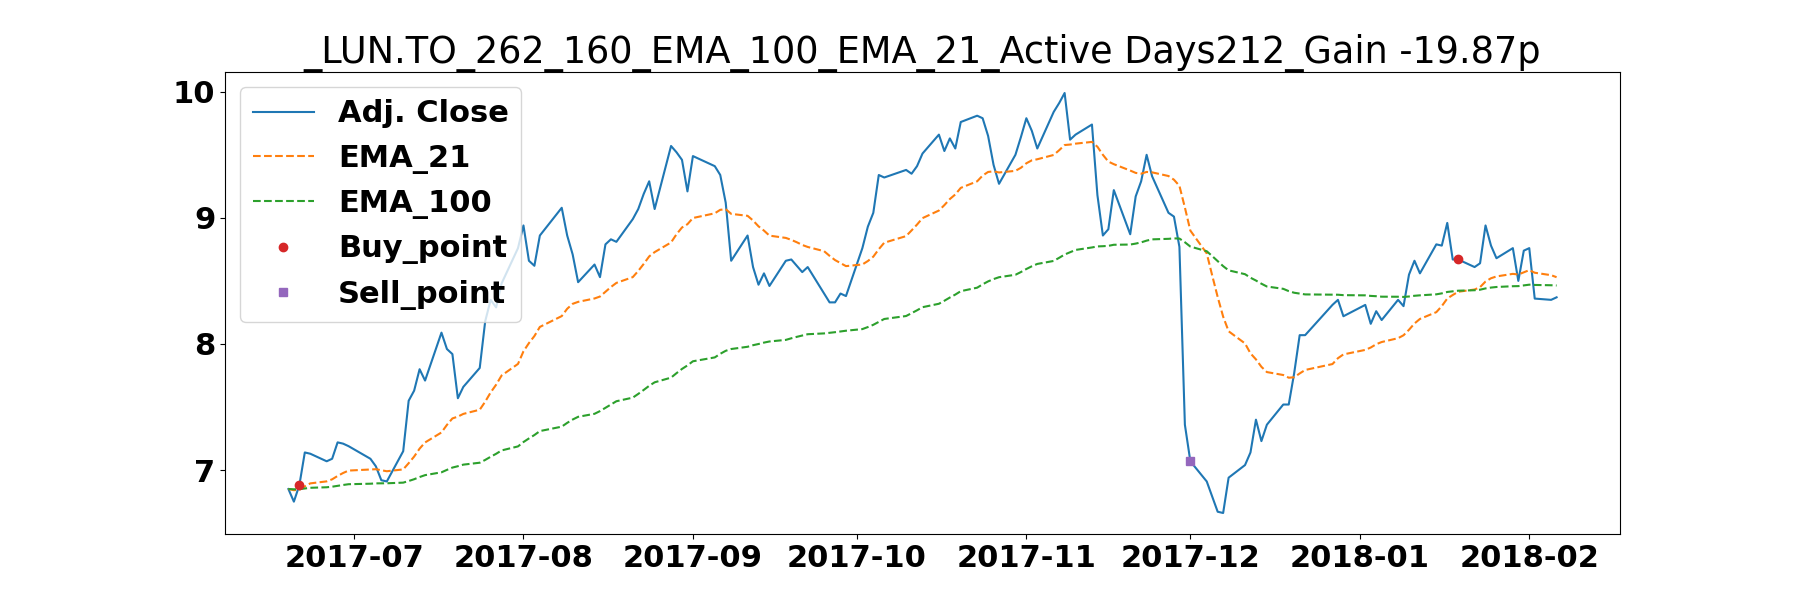 _LUN.TO_262_160_EMA_100_EMA_21_Active Days212_Gain -19.87p
10
9
8
7
Adj. Close
EMA_21
EMA_100
Buy_point
Sell_point
2017-07 2017-08 2017-09 2017-10 2017-11 2017-12 2018-01 2018-02